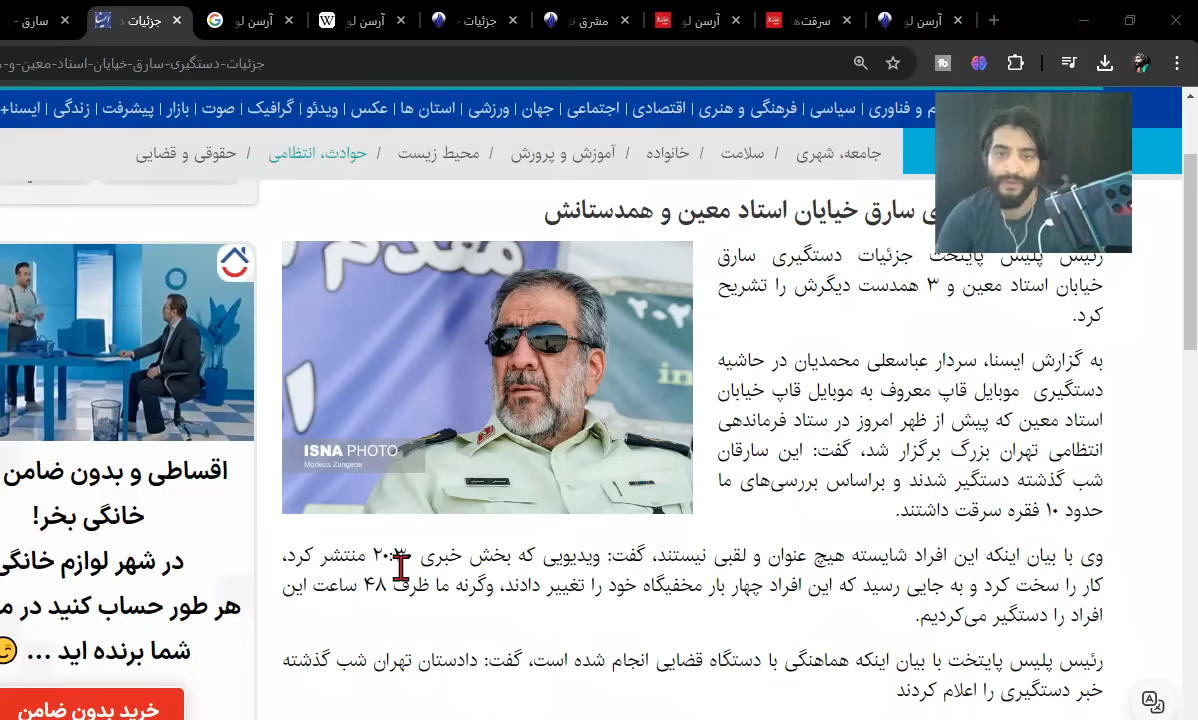 سارق -
جزئیات
آرسن لو
آرسن لو
جزئیات
مشرق نی
آرسن لو
سرقت‌ه
آرسن لو
جزئیات-دستگیری-سارق-خیابان-استاد-معین-و-ه
م و فناوری | سیاسی | فرهنگی و هنری | اقتصادی | اجتماعی | جهان | ورزشی | استان ها | عکس | ویدئو | گرافیک | صوت | بازار | پیشرفت | زندگی | ایسنا+
جامعه، شهری / سلامت / خانواده / آموزش و پرورش / محیط زیست / حوادث، انتظامی / حقوقی و قضایی
ی سارق خیابان استاد معین و همدستانش
رئیس پلیس پایتخت جزئیات دستگیری سارق
خیابان استاد معین و ۳ همدست دیگرش را تشریح
کرد.
به گزارش ایسنا، سردار عباسعلی محمدیان در حاشیه
دستگیری موبایل قاپ معروف به موبایل قاپ خیابان
استاد معین که پیش از ظهر امروز در ستاد فرماندهی
انتظامی تهران بزرگ برگزار شد، گفت: این سارقان
شب گذشته دستگیر شدند و براساس بررسی‌های ما
حدود ۱۰ فقره سرقت داشتند.
ISNA PHOTO
Morteza Zangene
وی با بیان اینکه این افراد شایسته هیچ عنوان و لقبی نیستند، گفت: ویدیویی که بخش خبری ۲۰:۳۰ منتشر کرد،
کار را سخت کرد و به جایی رسید که این افراد چهار بار مخفیگاه خود را تغییر دادند، وگرنه ما ظرف ۴۸ ساعت این
افراد را دستگیر می‌کردیم.
رئیس پلیس پایتخت با بیان اینکه هماهنگی با دستگاه قضایی انجام شده است، گفت: دادستان تهران شب گذشته
خبر دستگیری را اعلام کردند
اقساطی و بدون ضامن
خانگی بخر!
در شهر لوازم خانگی
هر طور حساب کنید در م
شما برنده اید ...
خرید بدون ضامن